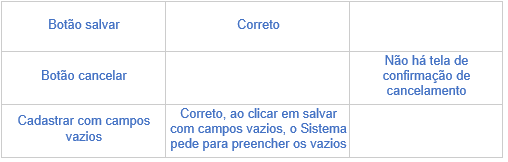 Botão salvar
Correto
Botão cancelar
Não há tela de
confirmação de
cancelamento
Cadastrar com campos
vazios
Correto, ao clicar em salvar
com campos vazios, o Sistema
pede para preencher os vazios